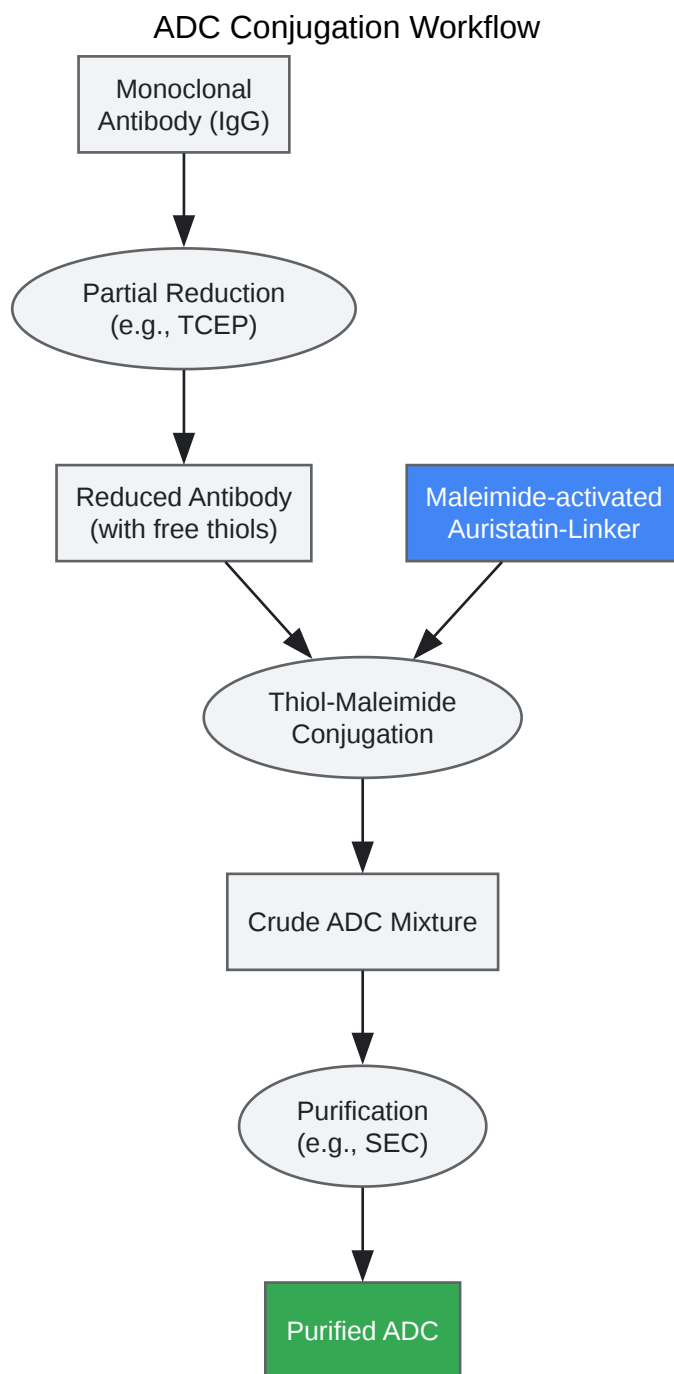 ADC Conjugation Workflow
Monoclonal
Antibody (IgG)
Partial Reduction
(e.g., TCEP)
Reduced Antibody
(with free thiols)
Maleimide-activated
Auristatin-Linker
Thiol-Maleimide
Conjugation
Crude ADC Mixture
Purification
(e.g., SEC)
Purified ADC